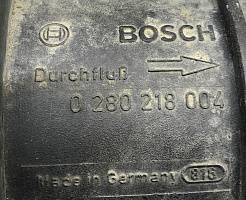 BOSCH
Durchfluß
0 280 218 004
Made in Germany 816